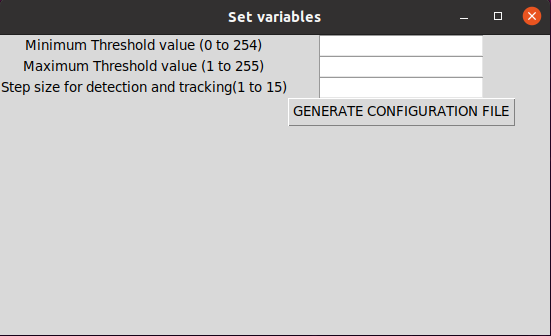 Set variables
Minimum Threshold value (0 to 254)
Maximum Threshold value (1 to 255)
Step size for detection and tracking(1 to 15)
GENERATE CONFIGURATION FILE